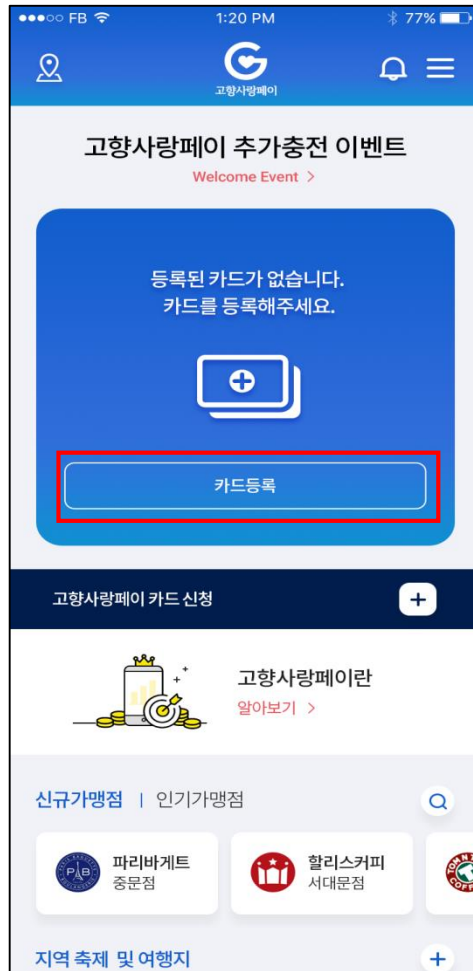 FB 1:20 PM 77%
고향사랑페이
고향사랑페이 추가충전 이벤트
Welcome Event >
등록된 카드가 없습니다.
카드를 등록해주세요.
카드등록
고향사랑페이 카드 신청
고향사랑페이란
알아보기 >
신규가맹점 | 인기가맹점
파리바게트
중문점
할리스커피
서대문점
지역 축제 및 여행지